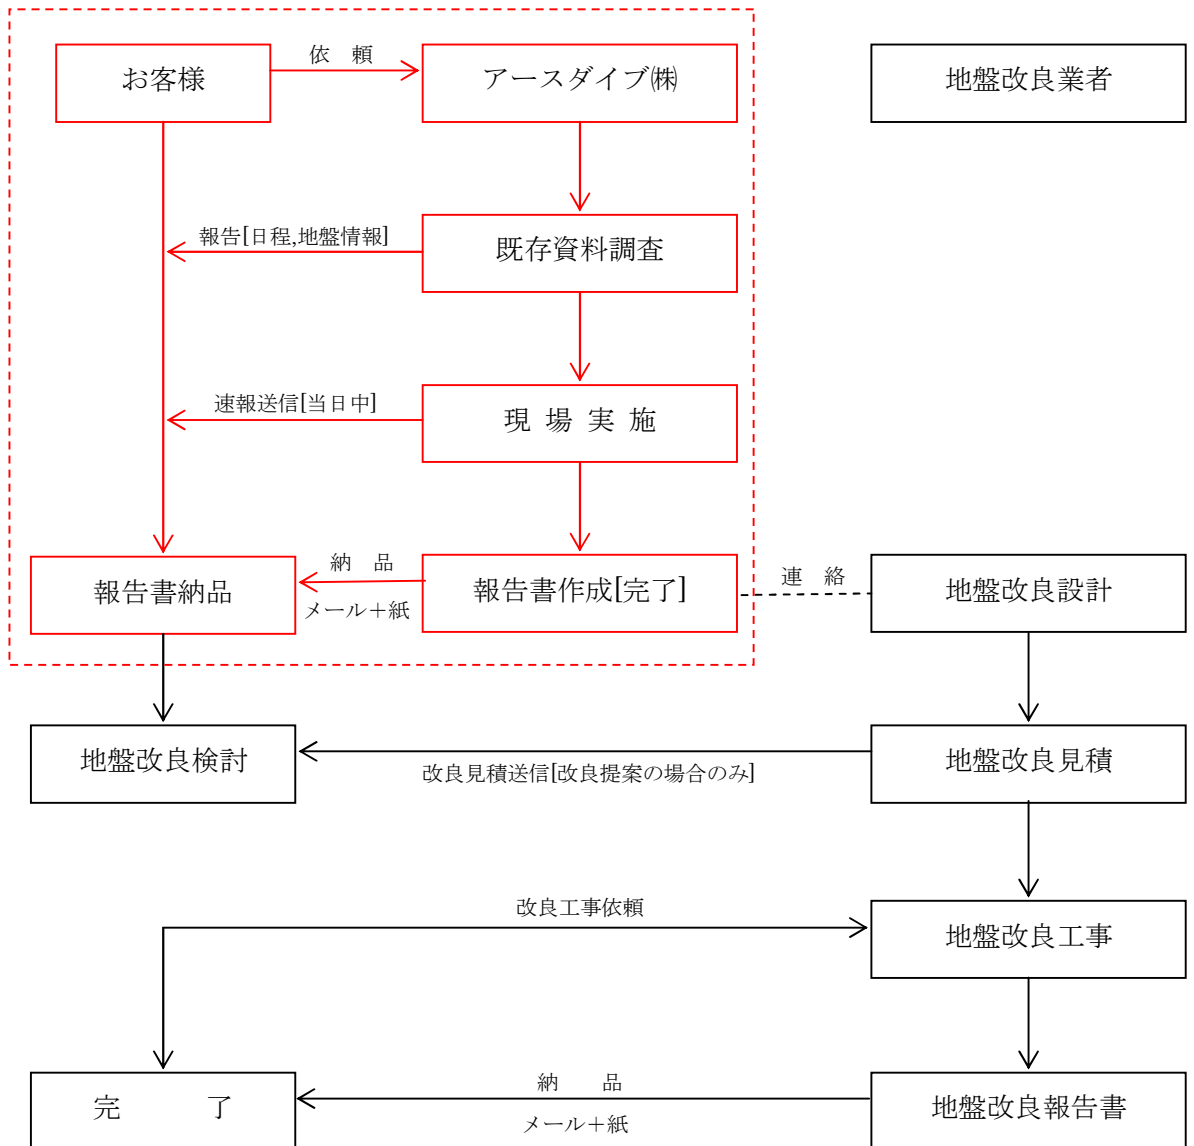 依　頼
お客様
アースダイブ㈱
地盤改良業者
報告[日程,地盤情報]
既存資料調査
速報送信[当日中]
現 場 実 施
納　品
報告書納品
メール＋紙
報告書作成[完了]
連　絡
地盤改良設計
地盤改良検討
改良見積送信[改良提案の場合のみ]
地盤改良見積
改良工事依頼
地盤改良工事
納　　品
完　　　了
メール＋紙
地盤改良報告書